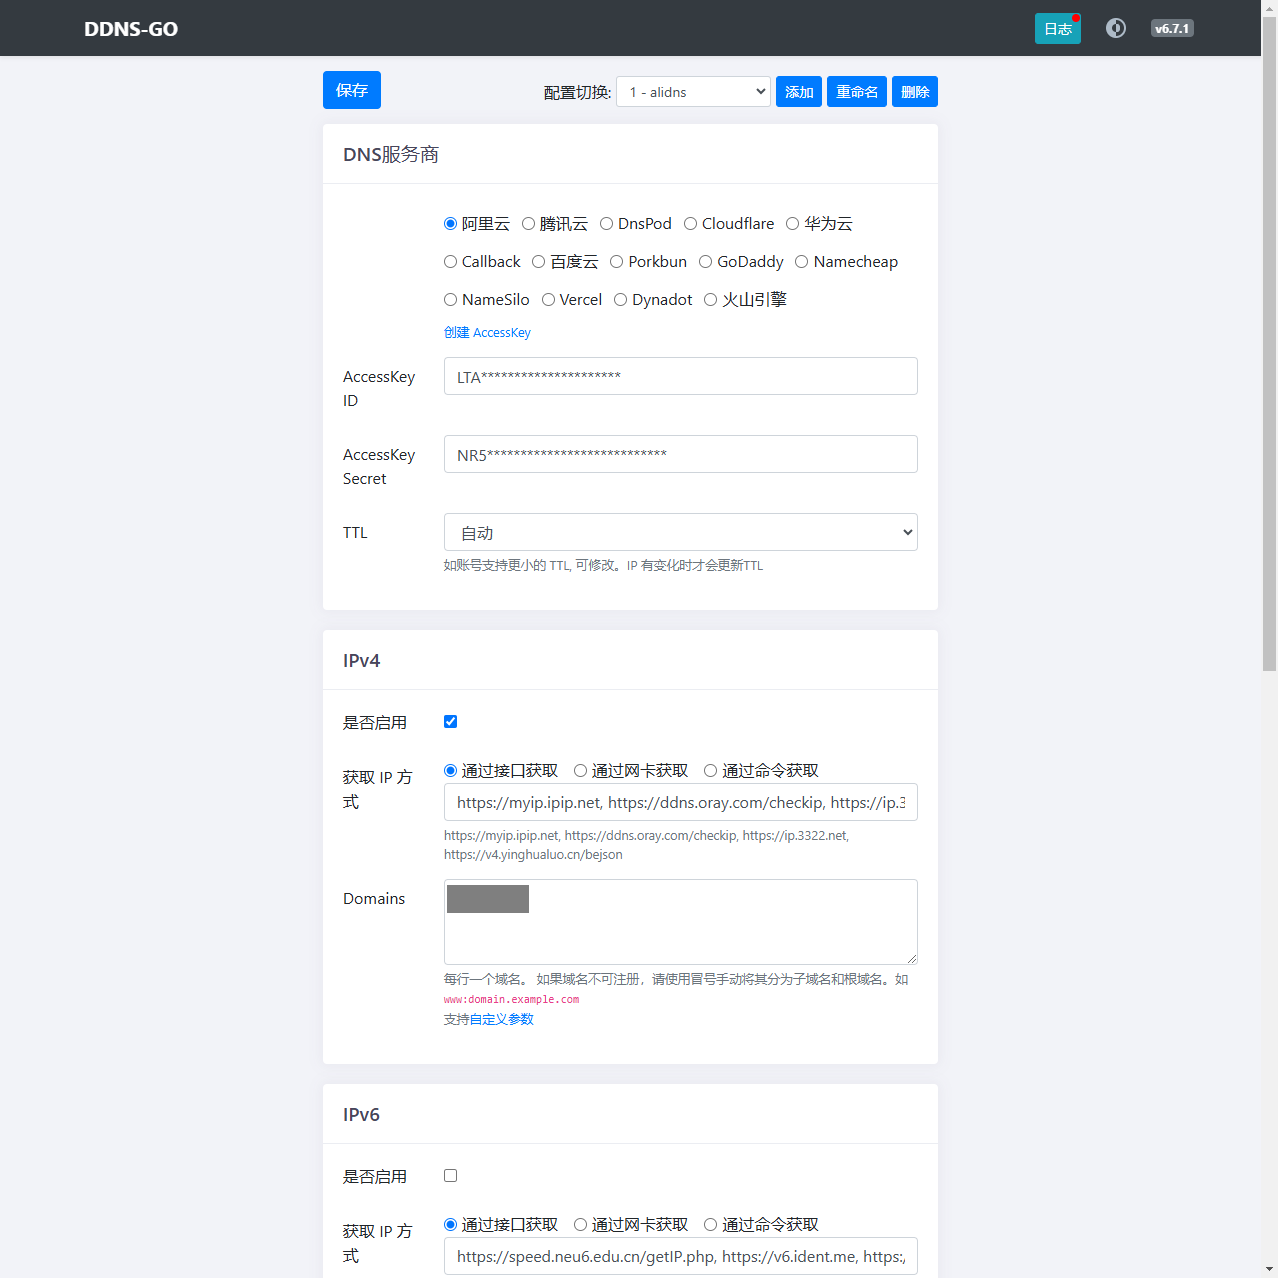 DDNS-GO
日志
v6.7.1
保存
配置切换:
1 - alidns
添加
重命名
删除
DNS服务商
阿里云 腾讯云 DnsPod Cloudflare 华为云
Callback 百度云 Porkbun GoDaddy Namecheap
NameSilo Vercel Dynadot 火山引擎
创建 AccessKey
AccessKey ID
LTA*********************
AccessKey Secret
NR5***************************
TTL
自动
如账号支持更小的 TTL, 可修改。IP 有变化时才会更新TTL
IPv4
是否启用
获取 IP 方式
通过接口获取 通过网卡获取 通过命令获取
https://myip.ipip.net, https://ddns.oray.com/checkip, https://ip.3
https://myip.ipip.net, https://ddns.oray.com/checkip, https://ip.3322.net,
https://v4.yinghualuo.cn/bejson
Domains
每行一个域名。 如果域名不可注册，请使用冒号手动将其分为子域名和根域名。如
www:domain.example.com
支持自定义参数
IPv6
是否启用
获取 IP 方式
通过接口获取 通过网卡获取 通过命令获取
https://speed.neu6.edu.cn/getIP.php, https://v6.ident.me, https:/